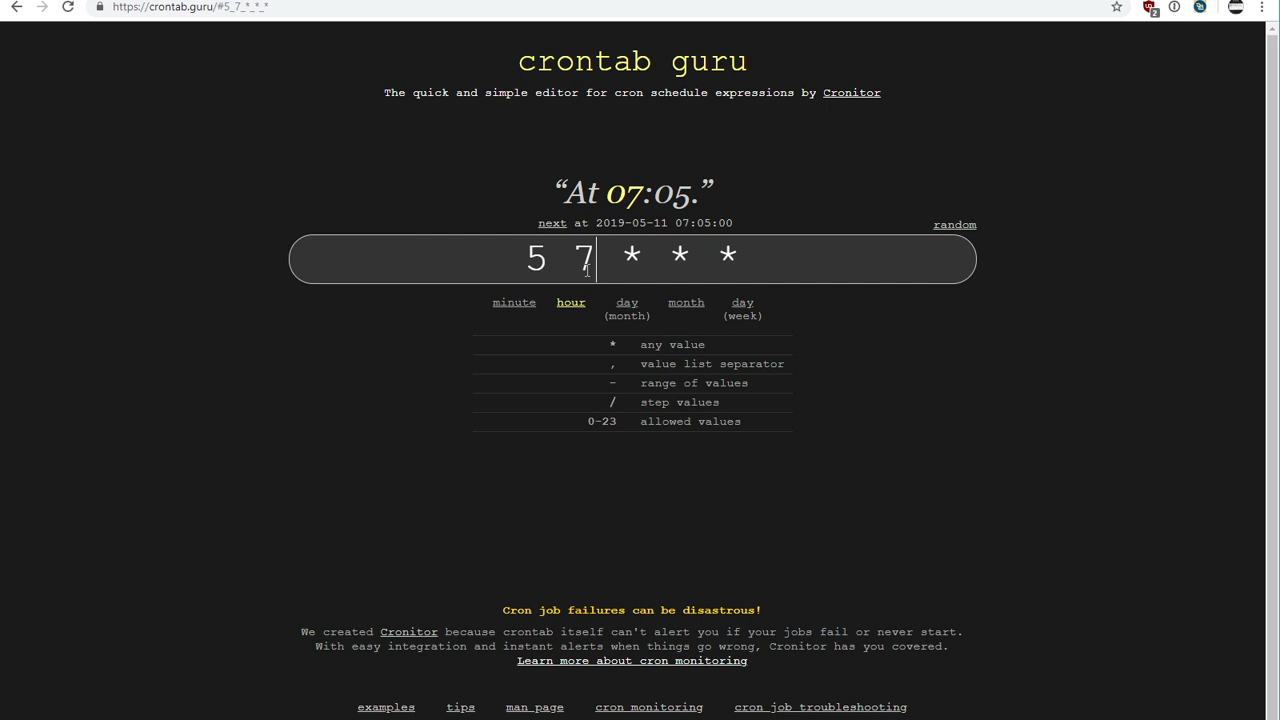 https://crontab.guru/#5_7_*_*_*
2
crontab guru
The quick and simple editor for cron schedule expressions by Cronitor
“At 07:05.”
next at 2019-05-11 07:05:00
random
5 7 * * *
minute hour day (month) month day (week)
* any value
, value list separator
- range of values
/ step values
0-23 allowed values
Cron job failures can be disastrous!
We created Cronitor because crontab itself can't alert you if your jobs fail or never start.
With easy integration and instant alerts when things go wrong, Cronitor has you covered.
Learn more about cron monitoring
examples tips man page cron monitoring cron job troubleshooting